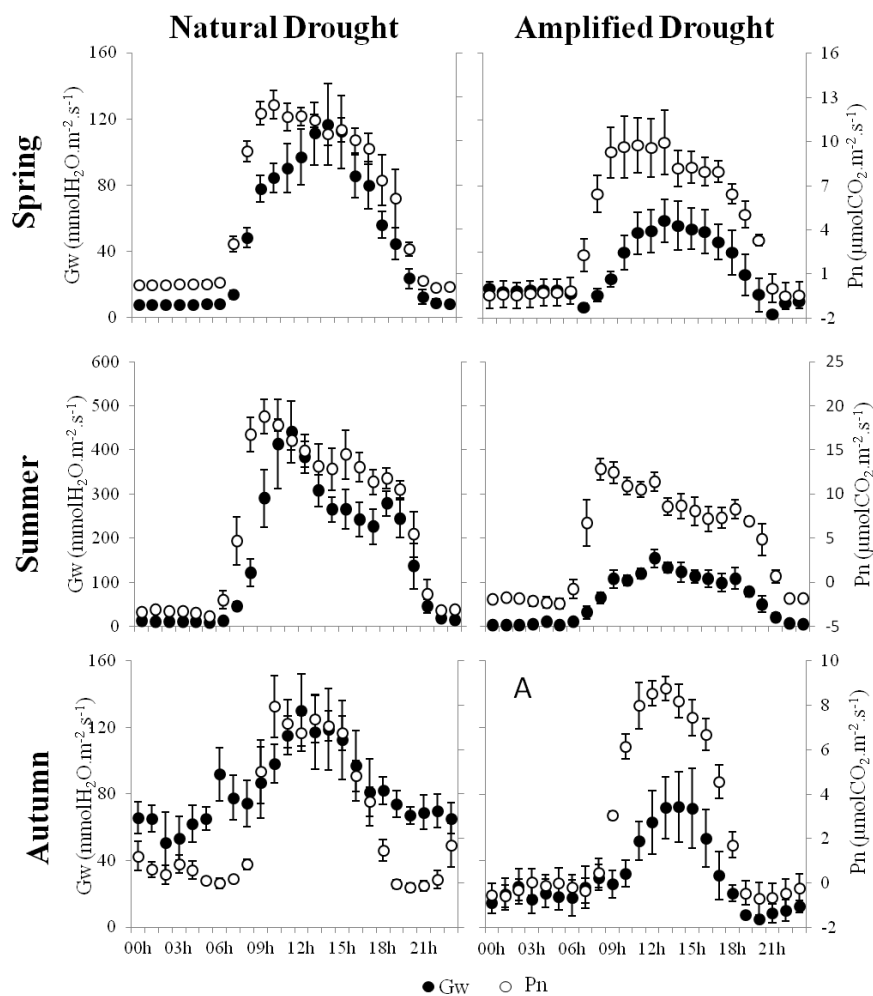 Natural Drought
Amplified Drought
Spring
Gw (mmolH₂O.m⁻².s⁻¹)
160
120
80
40
0
16
13
10
7
4
1
-2
Pn (µmolCO₂.m⁻².s⁻¹)
Summer
Gw (mmolH₂O.m⁻².s⁻¹)
600
500
400
300
200
100
0
25
20
15
10
5
0
-5
Pn (µmolCO₂.m⁻².s⁻¹)
Autumn
Gw (mmolH₂O.m⁻².s⁻¹)
160
120
80
40
0
A
10
8
6
4
2
0
-2
Pn (µmolCO₂.m⁻².s⁻¹)
00h 03h 06h 09h 12h 15h 18h 21h
00h 03h 06h 09h 12h 15h 18h 21h
Gw Pn